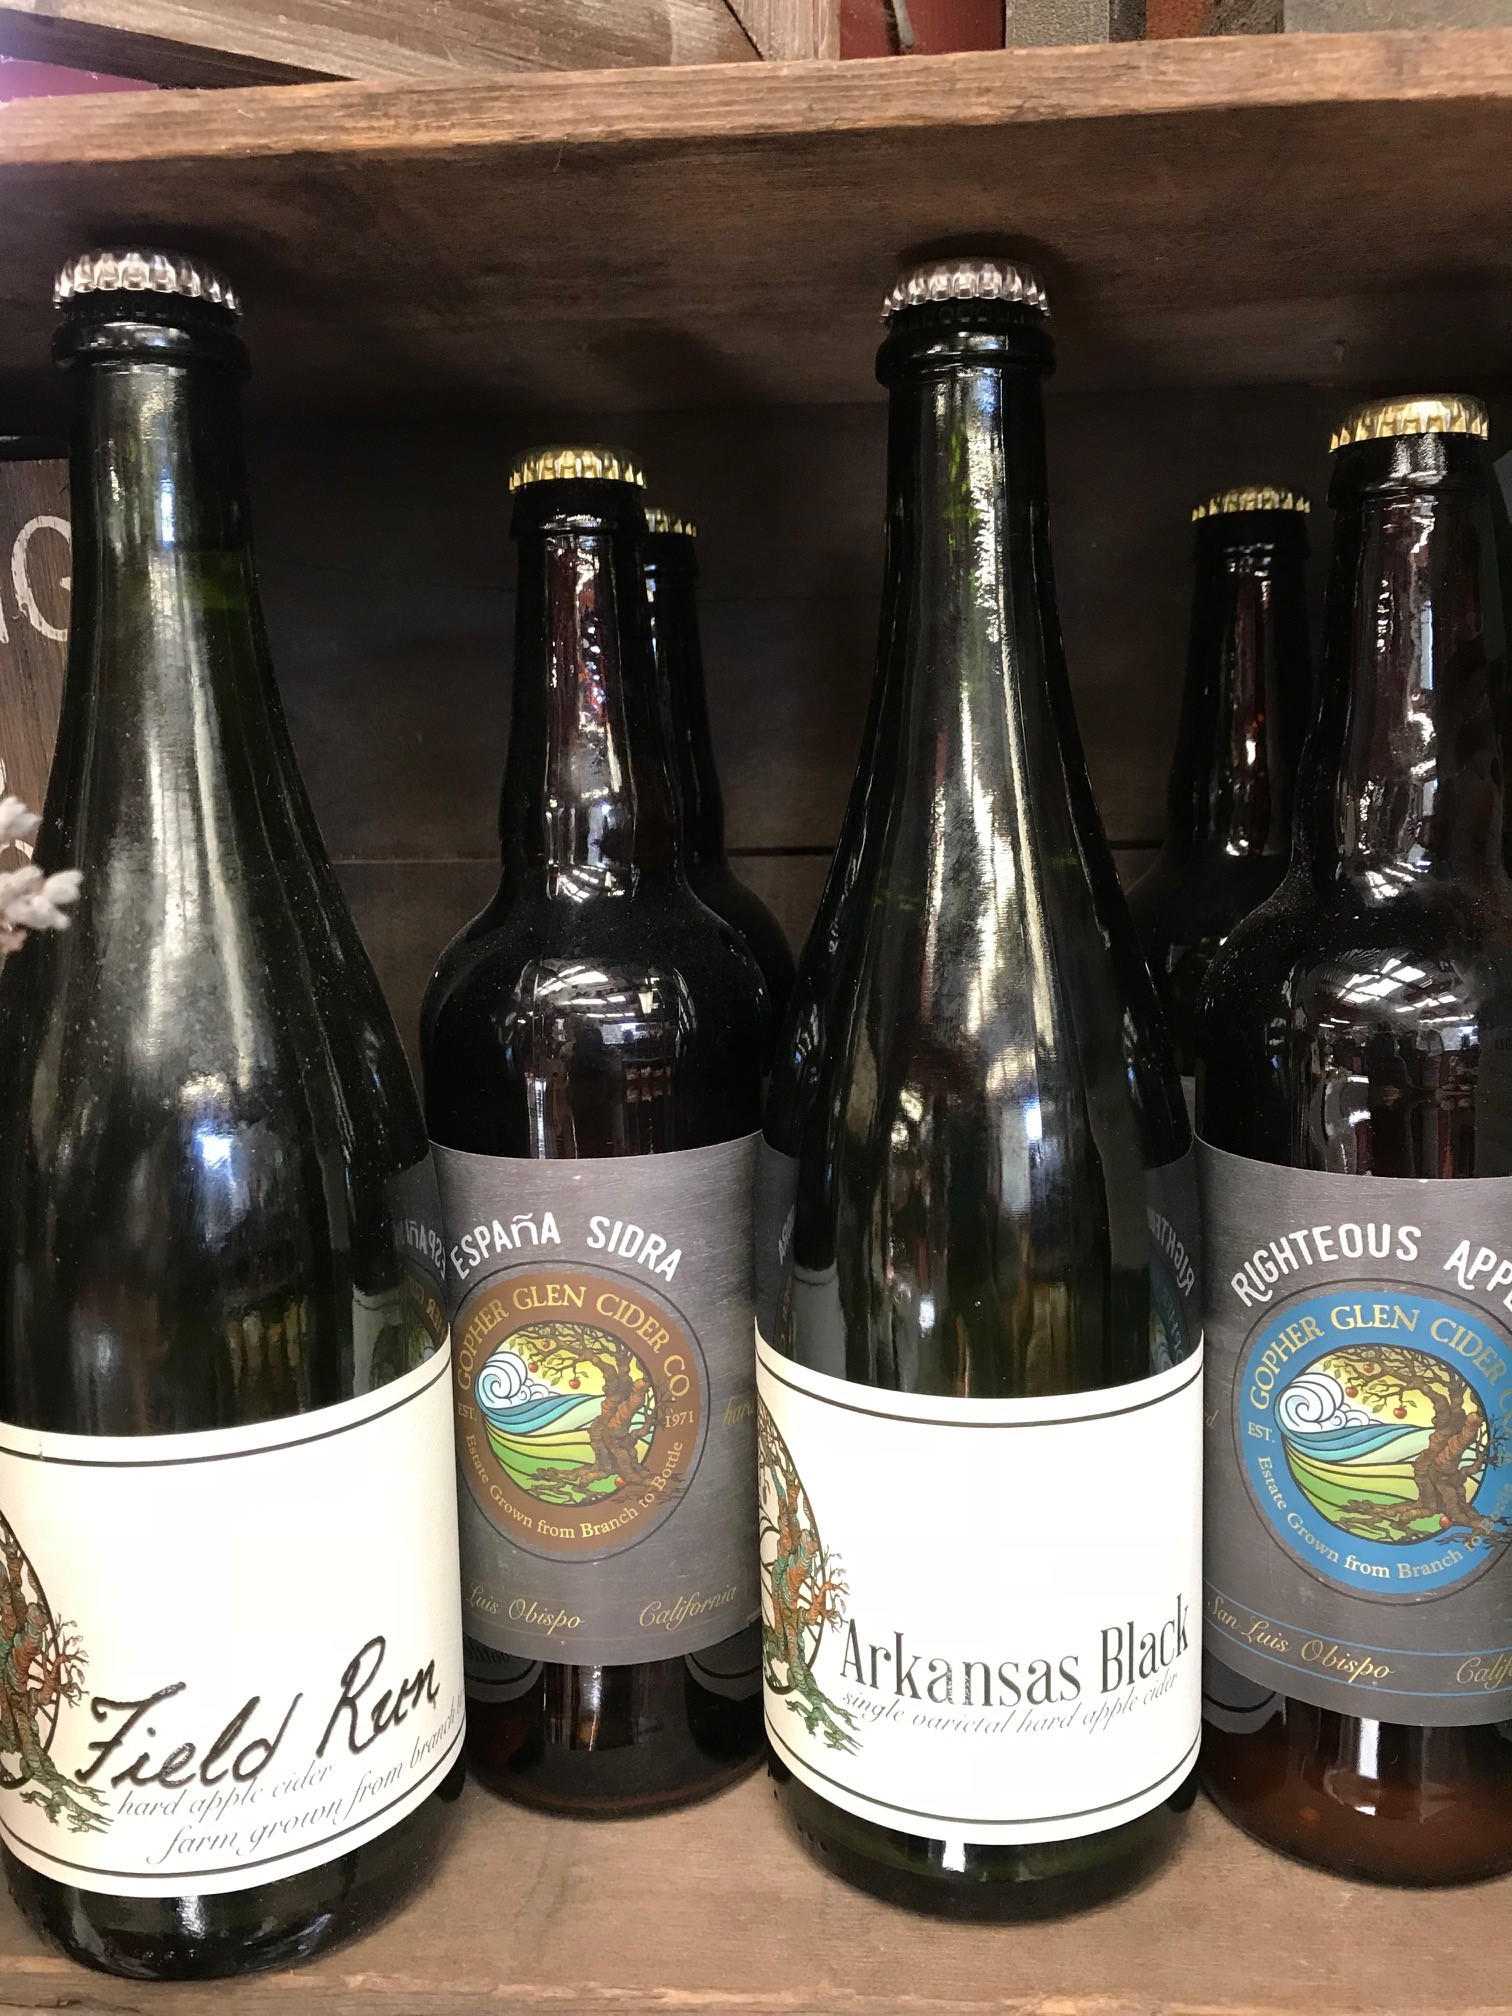 Field Run
hard apple cider
farm grown from branch
ESPAñA SIDRA
GOPHER GLEN CIDER CO.
EST. 1971
Estate Grown from Branch to Bottle
Luis Obispo California
Arkansas Black
single varietal hard apple cider
RIGHTEOUS
GOPHER GLEN CIDER
EST.
Estate Grown from Branch to
San Luis Obispo